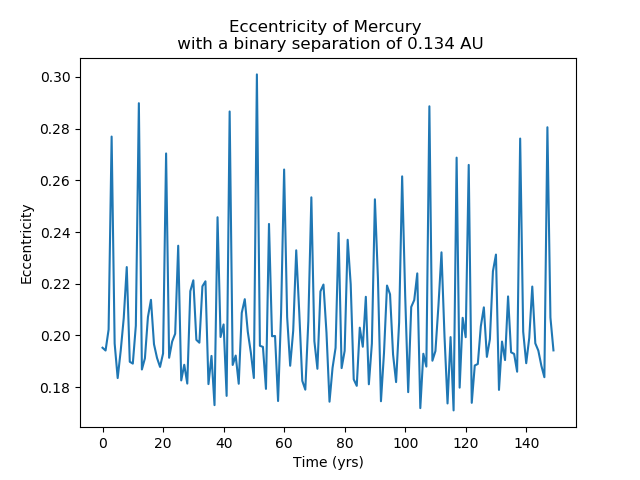 Eccentricity of Mercury
with a binary separation of 0.134 AU
0.30
0.28
0.26
0.24
0.22
0.20
0.18
Eccentricity
0 20 40 60 80 100 120 140
Time (yrs)